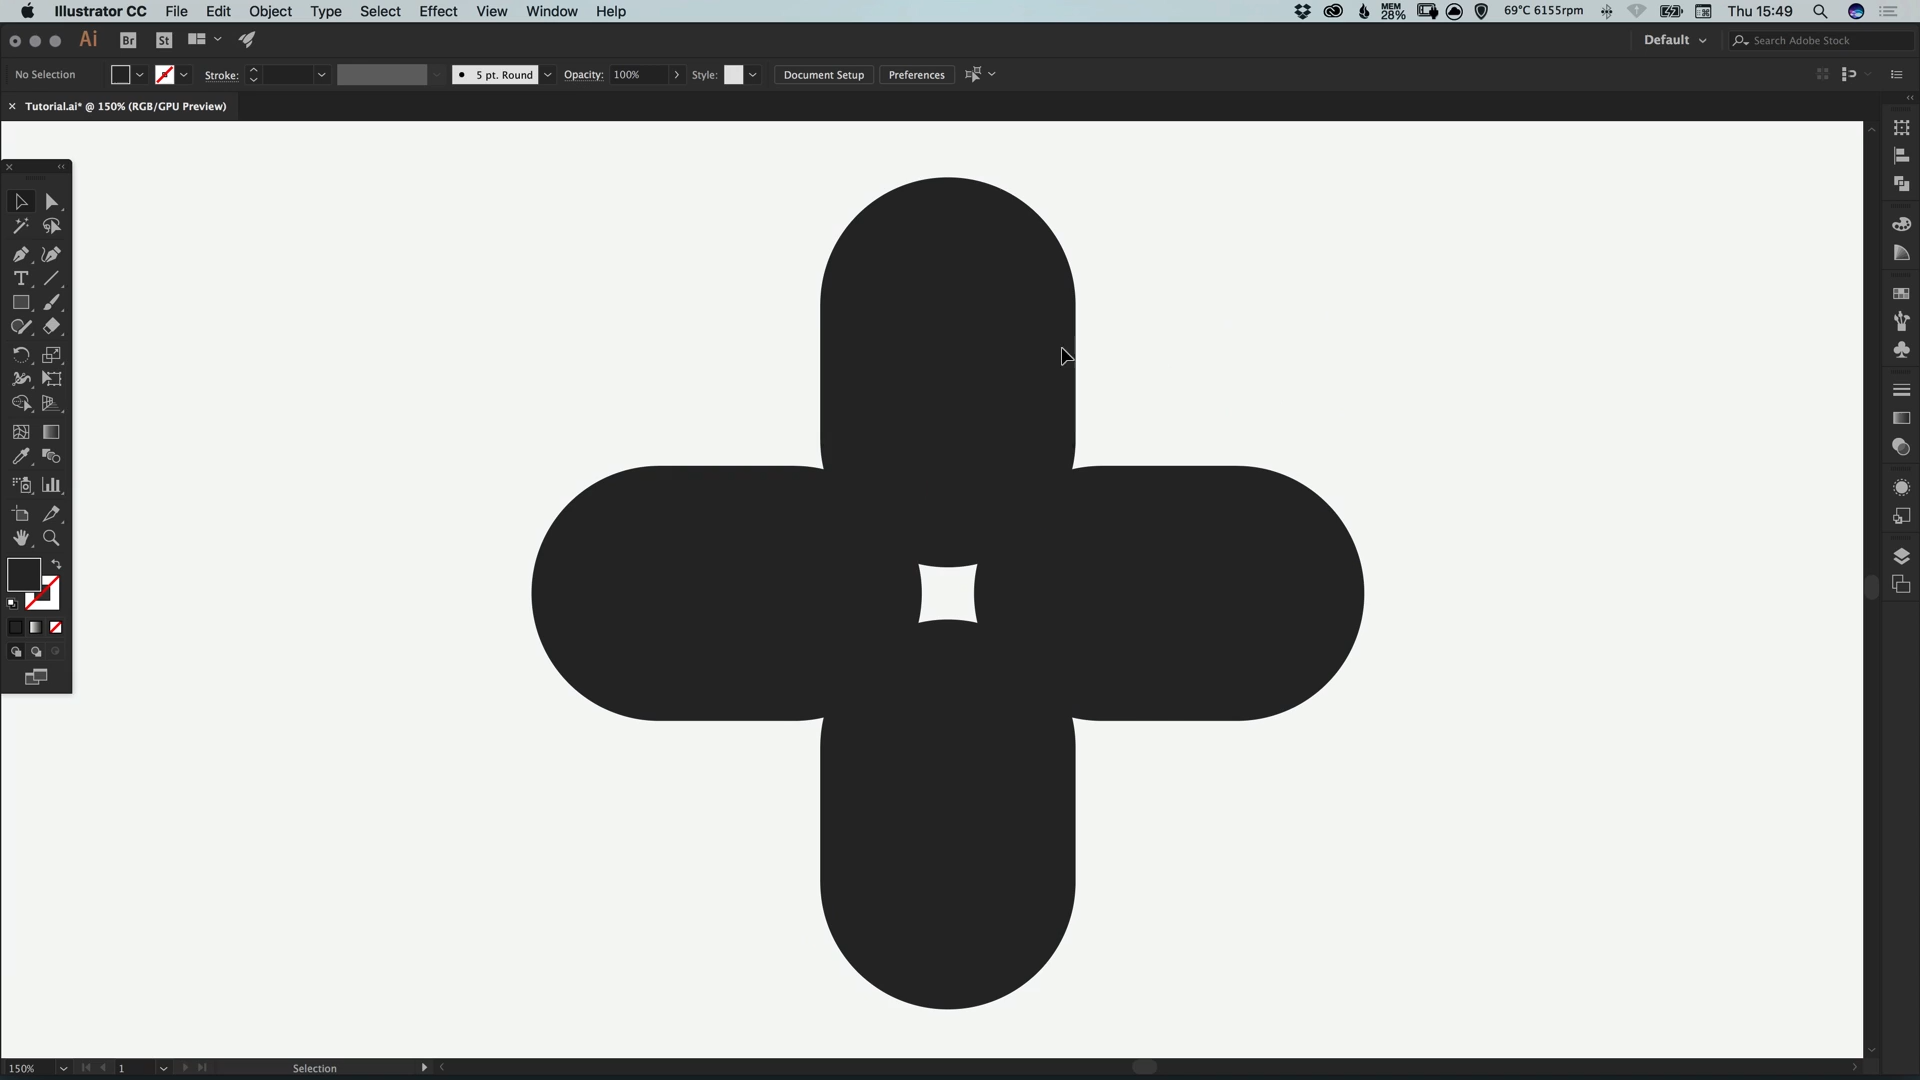 Illustrator CC File Edit Object Type Select Effect View Window Help MEM 28% 69°C 6155rpm Thu 15:49
Ai Br St Default Search Adobe Stock
No Selection Stroke: 5 pt. Round Opacity: 100% Style: Document Setup Preferences
Tutorial.ai* @ 150% (RGB/GPU Preview)
150% 1 Selection